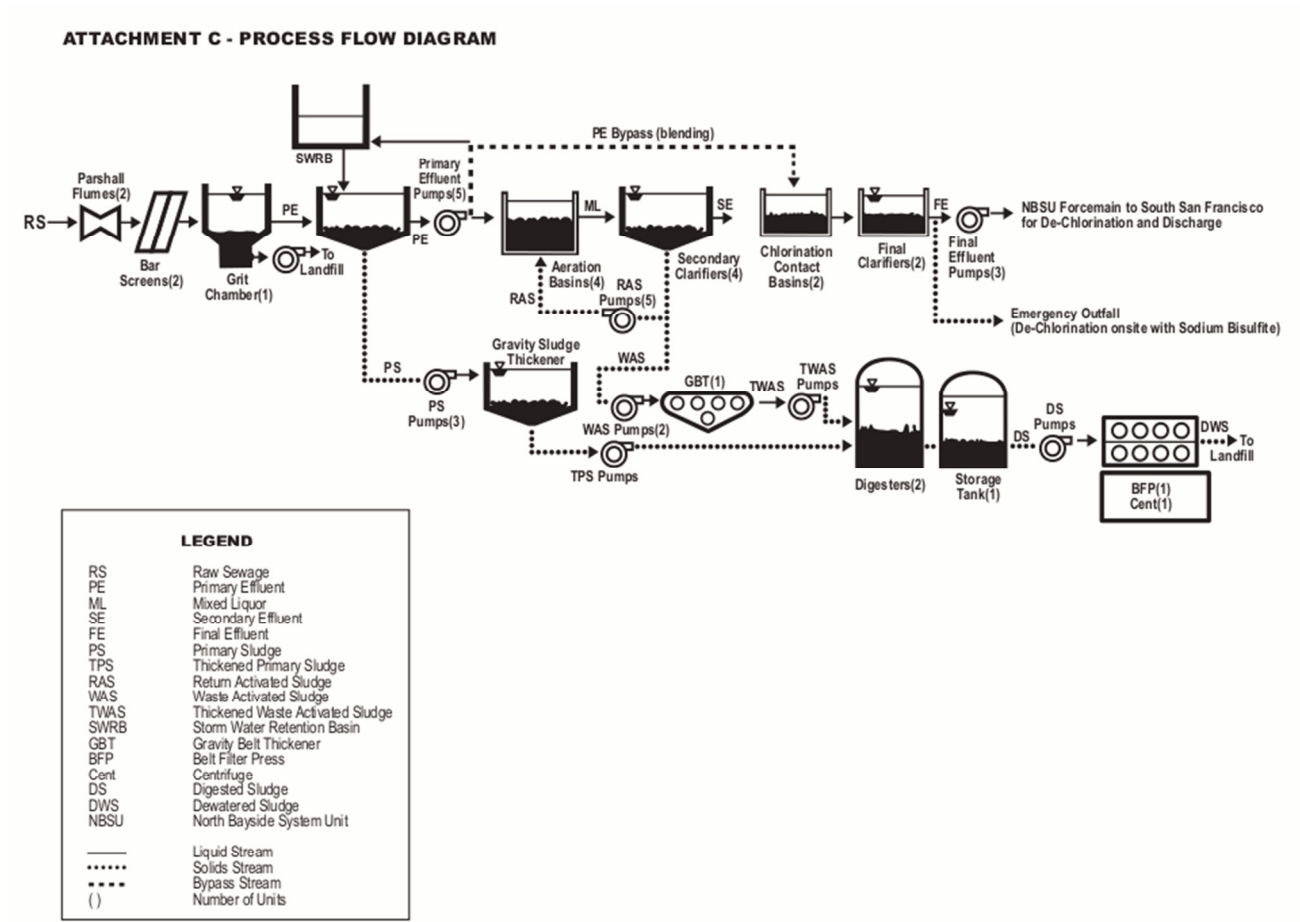 ATTACHMENT C - PROCESS FLOW DIAGRAM
SWRB
PE Bypass (blending)
Parshall
Flumes(2)
Primary
Effluent
Pumps(5)
RS
PE
PE
ML
SE
FE
NBSU Forcemain to South San Francisco
for De-Chlorination and Discharge
Bar
Screens(2)
Grit
Chamber(1)
To
Landfill
Aeration
Basins(4)
Secondary
Clarifiers(4)
Chlorination
Contact
Basins(2)
Final
Clarifiers(2)
Final
Effluent
Pumps(3)
RAS
RAS
Pumps(5)
Emergency Outfall
(De-Chlorination onsite with Sodium Bisulfite)
Gravity Sludge
Thickener
PS
PS
Pumps(3)
WAS
WAS Pumps(2)
GBT(1)
TWAS
TWAS
Pumps
TPS Pumps
Digesters(2)
Storage
Tank(1)
DS
DS
Pumps
DWS
To
Landfill
BFP(1)
Cent(1)
LEGEND
RS Raw Sewage
PE Primary Effluent
ML Mixed Liquor
SE Secondary Effluent
FE Final Effluent
PS Primary Sludge
TPS Thickened Primary Sludge
RAS Return Activated Sludge
WAS Waste Activated Sludge
TWAS Thickened Waste Activated Sludge
SWRB Storm Water Retention Basin
GBT Gravity Belt Thickener
BFP Belt Filter Press
Cent Centrifuge
DS Digested Sludge
DWS Dewatered Sludge
NBSU North Bayside System Unit
Liquid Stream
Solids Stream
Bypass Stream
( ) Number of Units